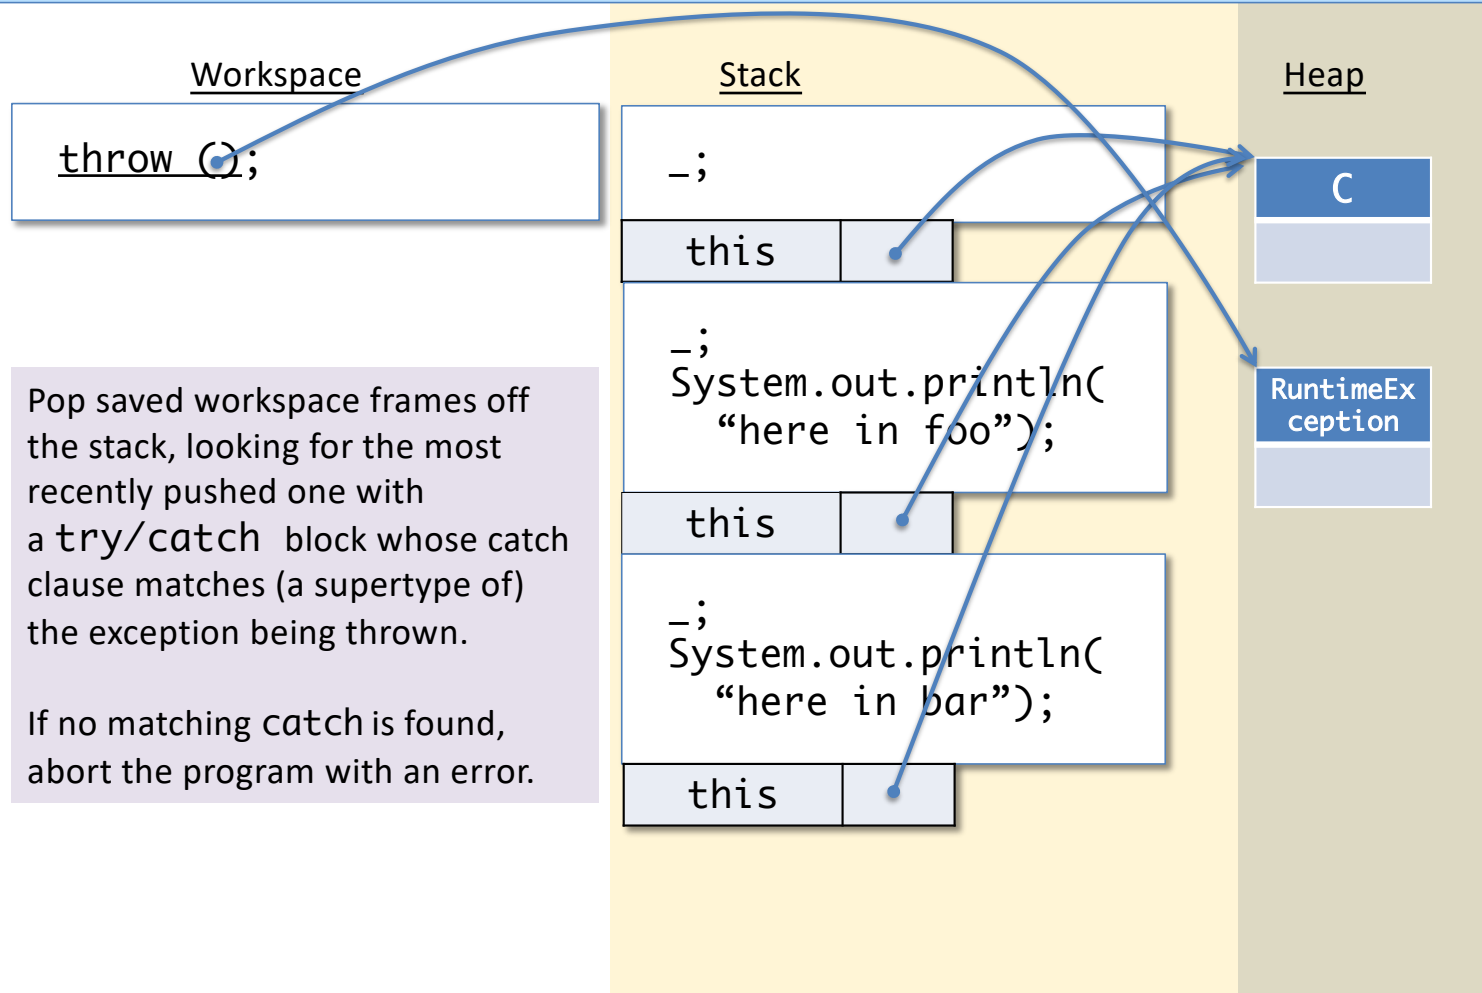 Workspace
Stack
Heap
throw ();
_;
this
_;
System.out.println(
“here in foo”);
this
_;
System.out.println(
“here in bar”);
this
C
RuntimeEx
ception
Pop saved workspace frames off
the stack, looking for the most
recently pushed one with
a try/catch block whose catch
clause matches (a supertype of)
the exception being thrown.
If no matching catch is found,
abort the program with an error.